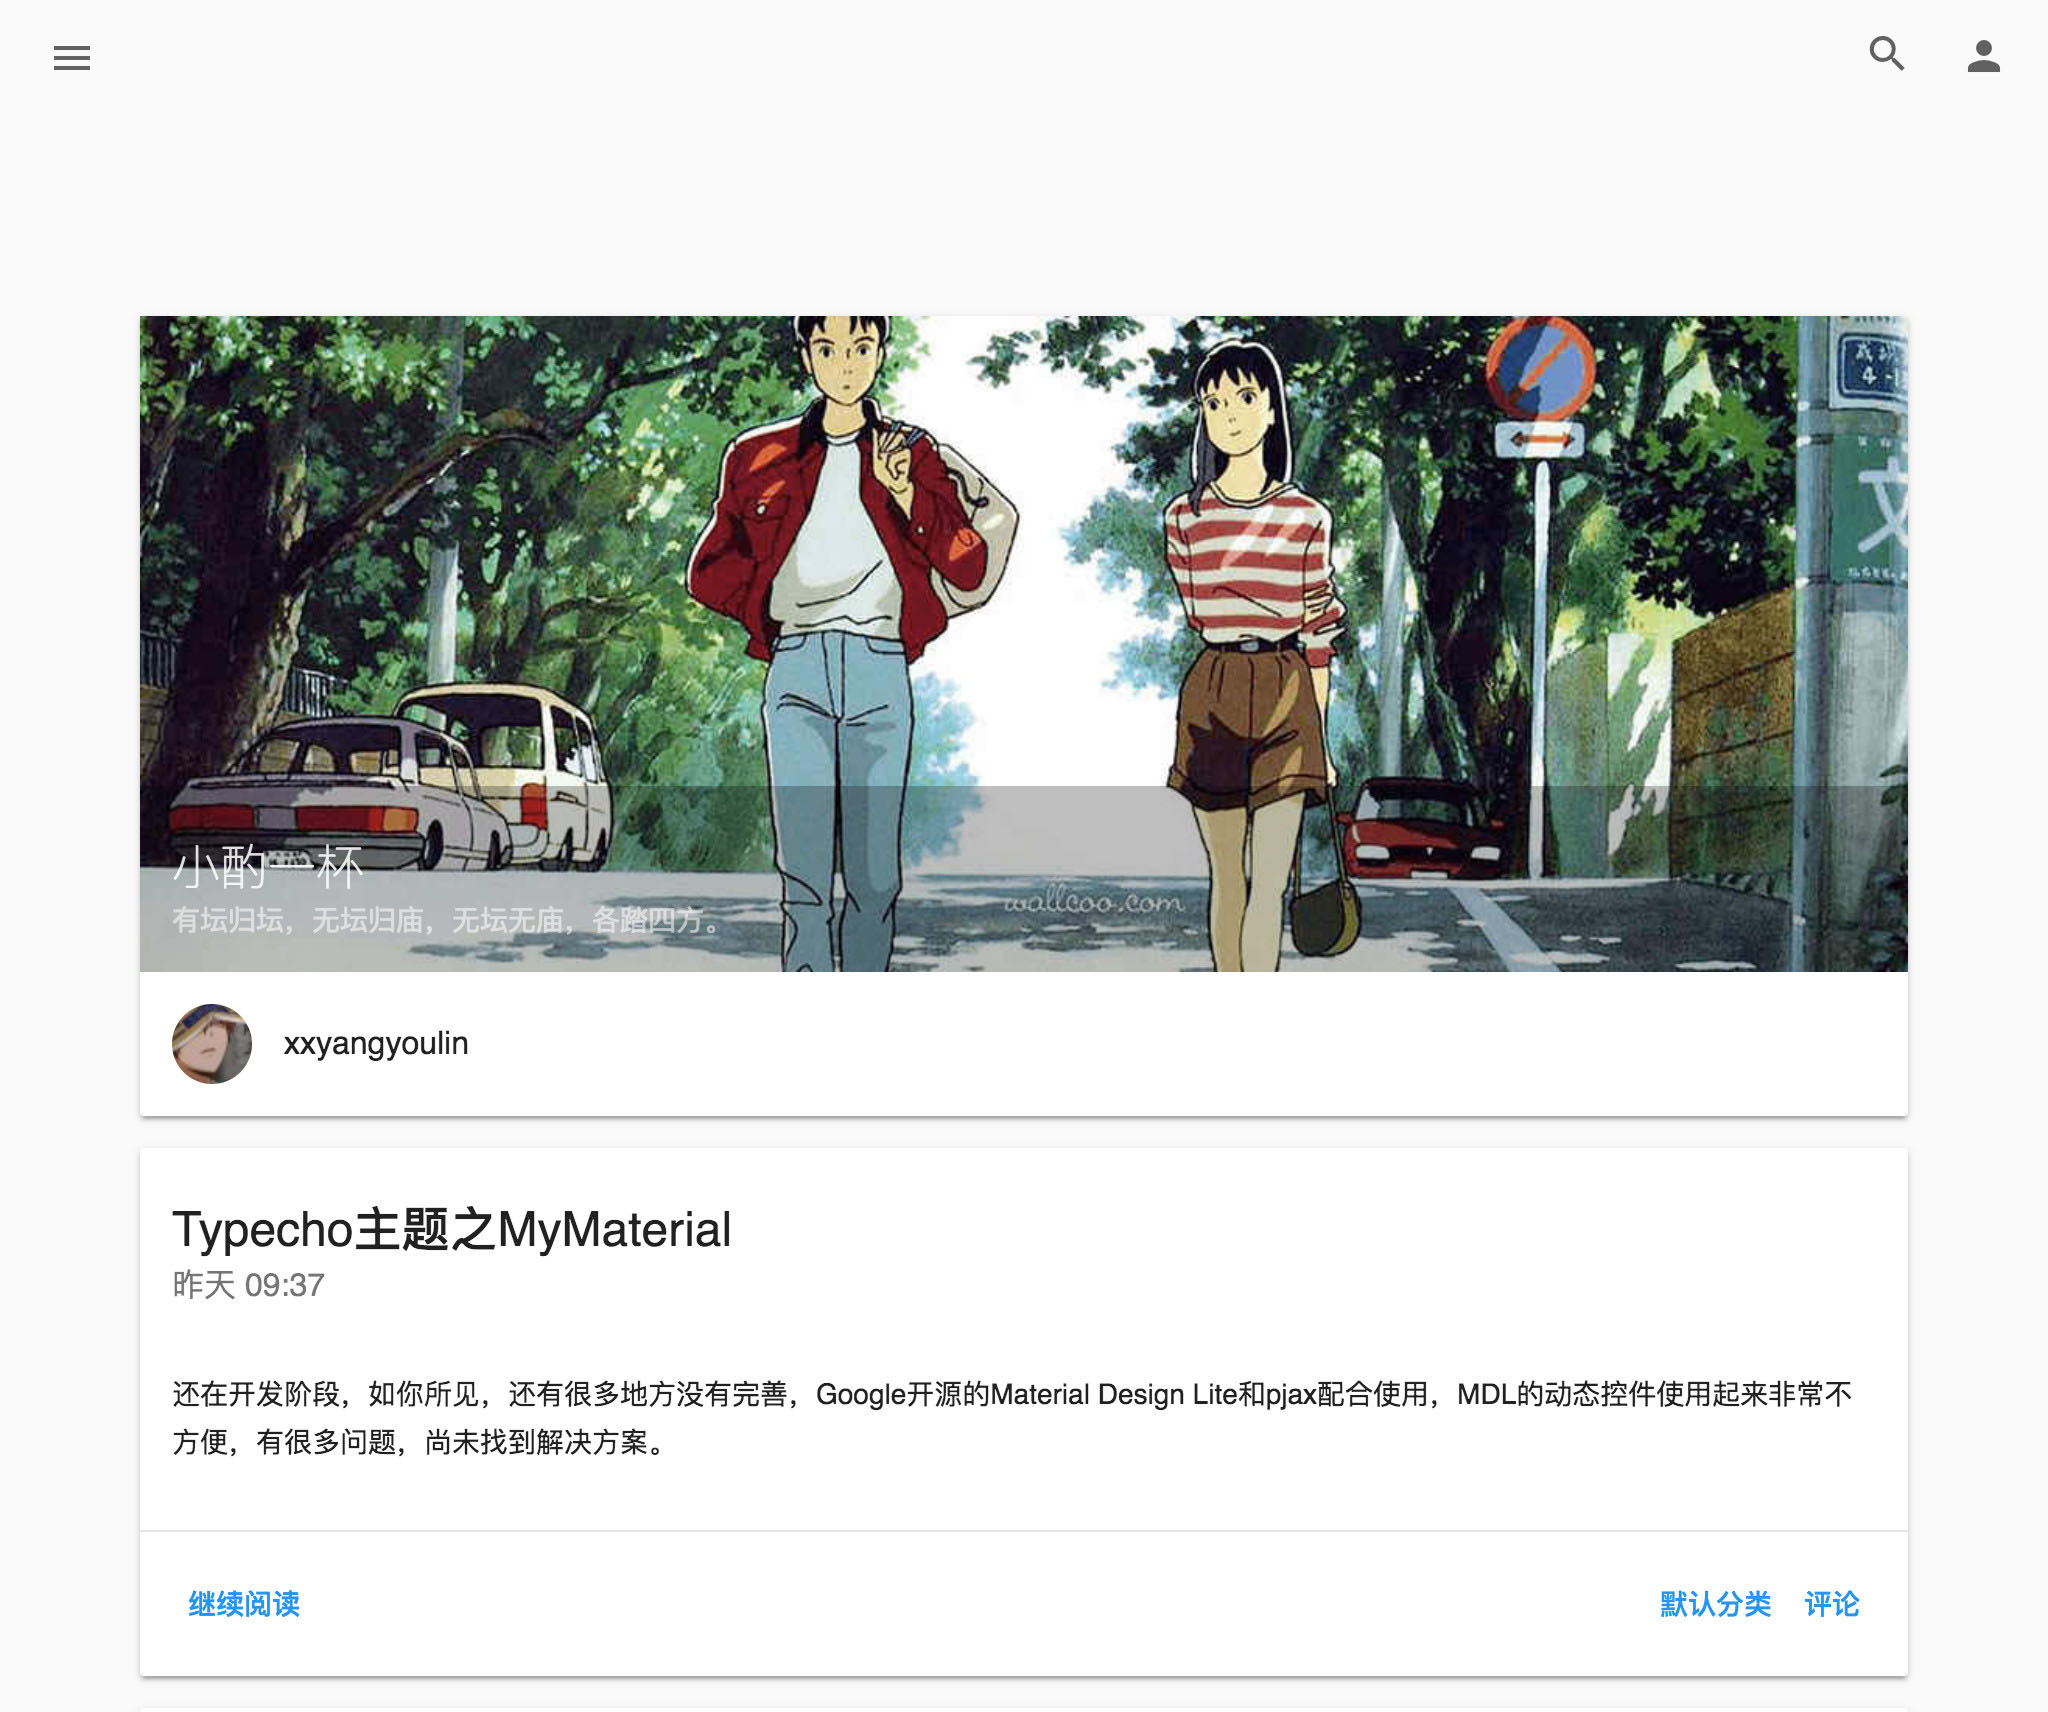 4
文
小酌一杯
有坛归坛，无坛归庙，无坛无庙，各踏四方。
wallcoo.com
xxyangyoulin
Typecho主题之MyMaterial
昨天 09:37
还在开发阶段，如你所见，还有很多地方没有完善，Google开源的Material Design Lite和pjax配合使用，MDL的动态控件使用起来非常不
方便，有很多问题，尚未找到解决方案。
继续阅读
默认分类 评论